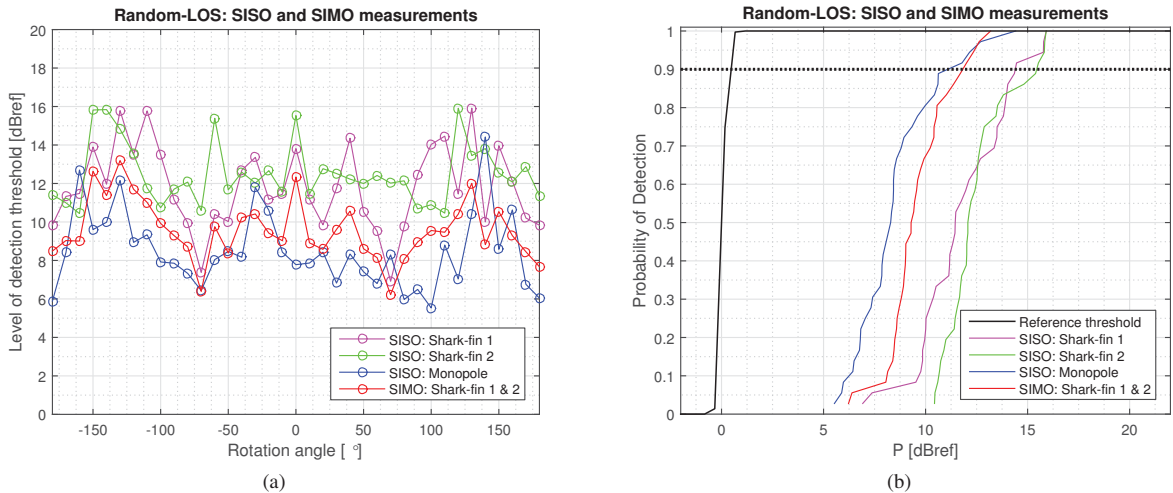 Random-LOS: SISO and SIMO measurements
Level of detection threshold [dBref]
20
18
16
14
12
10
8
6
4
2
0
-150
-100
-50
0
50
100
150
Rotation angle [ °]
SISO: Shark-fin 1
SISO: Shark-fin 2
SISO: Monopole
SIMO: Shark-fin 1 & 2
(a)
Random-LOS: SISO and SIMO measurements
Probability of Detection
1
0.9
0.8
0.7
0.6
0.5
0.4
0.3
0.2
0.1
0
0
5
10
15
20
P [dBref]
Reference threshold
SISO: Shark-fin 1
SISO: Shark-fin 2
SISO: Monopole
SIMO: Shark-fin 1 & 2
(b)